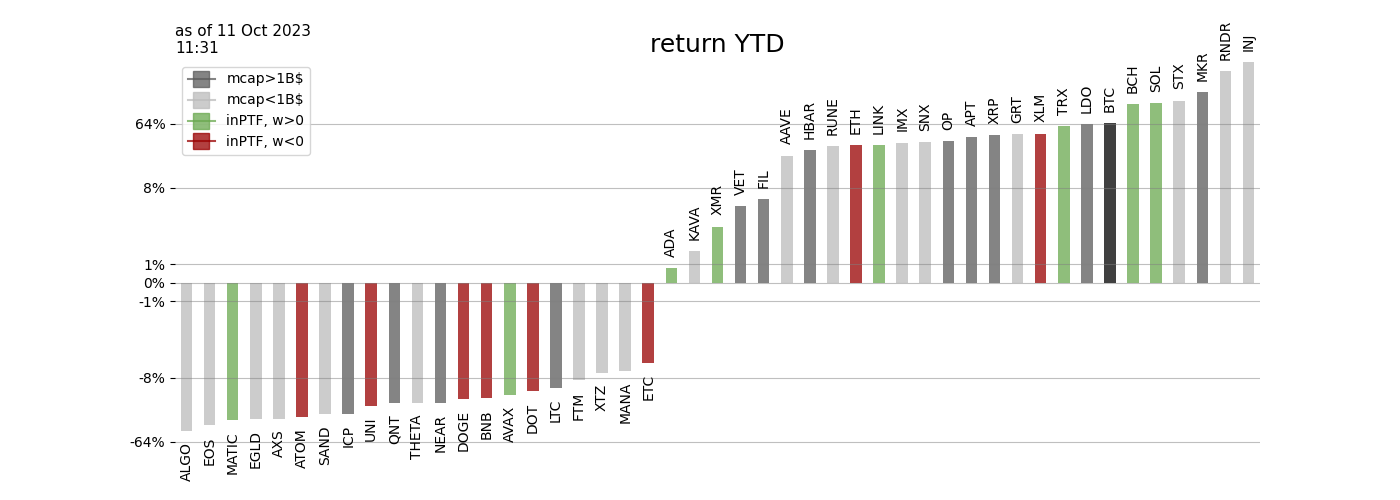 as of 11 Oct 2023
11:31
return YTD
mcap>1B$
mcap<1B$
inPTF, w>0
inPTF, w<0
64%
8%
1%
0%
-1%
-8%
-64%
ALGO
EOS
MATIC
EGLD
AXS
ATOM
SAND
ICP
UNI
QNT
THETA
NEAR
DOGE
BNB
AVAX
DOT
LTC
FTM
XTZ
MANA
ETC
ADA
KAVA
XMR
VET
FIL
AAVE
HBAR
RUNE
ETH
LINK
IMX
SNX
OP
APT
XRP
GRT
XLM
TRX
LDO
BTC
BCH
SOL
STX
MKR
RNDR
INJ